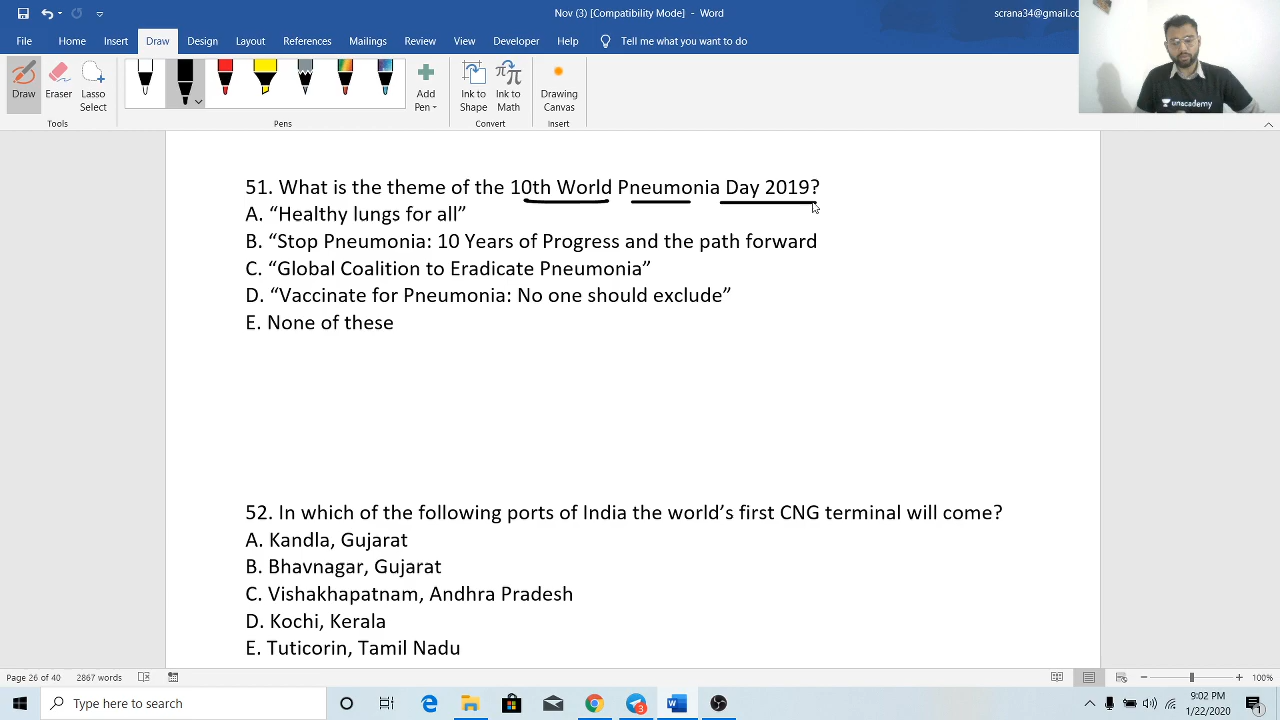 Nov (3) [Compatibility Mode] - Word
scrana34@gmail.co
File Home Insert Draw Design Layout References Mailings Review View Developer Help Tell me what you want to do
Draw Eraser Lasso Select Add Pen Ink to Shape Ink to Math Drawing Canvas
Tools Pens Convert Insert
unacademy
51. What is the theme of the 10th World Pneumonia Day 2019?
A. “Healthy lungs for all”
B. “Stop Pneumonia: 10 Years of Progress and the path forward
C. “Global Coalition to Eradicate Pneumonia”
D. “Vaccinate for Pneumonia: No one should exclude”
E. None of these
52. In which of the following ports of India the world’s first CNG terminal will come?
A. Kandla, Gujarat
B. Bhavnagar, Gujarat
C. Vishakhapatnam, Andhra Pradesh
D. Kochi, Kerala
E. Tuticorin, Tamil Nadu
Page 26 of 40 2867 words 100%
Type here to search 3 9:02 PM
1/22/2020 1